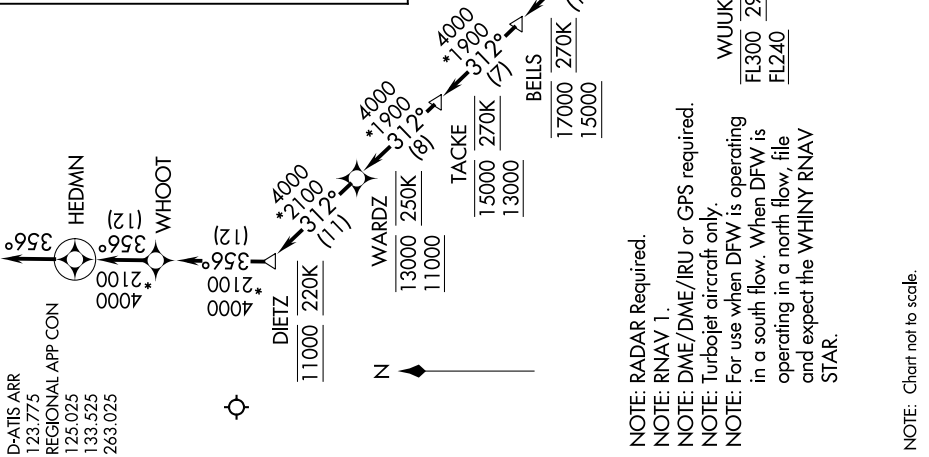 D-ATIS ARR
123.775
REGIONAL APP CON
125.025
133.525
263.025
356°
HEDMN
(12)
356°
*2100
4000
WHOOT
(12)
356°
*2100
4000
DIETZ
11000 220K
4000
*2100
312°
(11)
WARDZ
13000 250K
11000
4000
*1900
312°
(8)
TACKE
15000 270K
13000
4000
*1900
312°
(7)
BELLS
17000 270K
15000
WUUK
FL300 29
FL240
N
NOTE: RADAR Required.
NOTE: RNAV 1.
NOTE: DME/DME/IRU or GPS required.
NOTE: Turbojet aircraft only.
NOTE: For use when DFW is operating
in a south flow. When DFW is
operating in a north flow, file
and expect the WHINY RNAV
STAR.
NOTE: Chart not to scale.